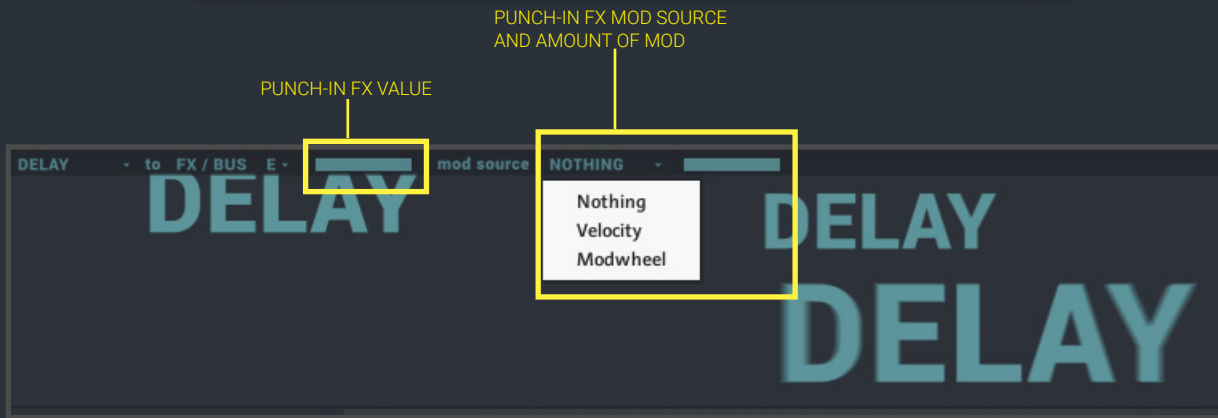 PUNCH-IN FX MOD SOURCE
AND AMOUNT OF MOD
PUNCH-IN FX VALUE
DELAY to FX / BUS E mod source NOTHING
Nothing
Velocity
Modwheel
DELAY
DELAY
DELAY